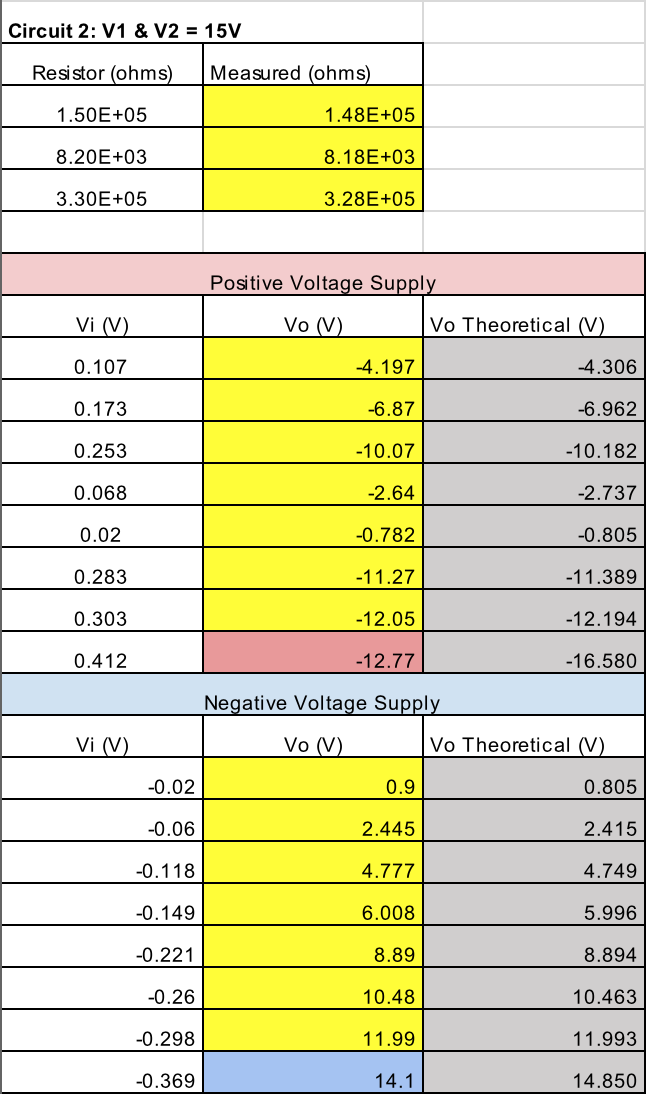 Circuit 2: V1 & V2 = 15V
Resistor (ohms) Measured (ohms)
1.50E+05 1.48E+05
8.20E+03 8.18E+03
3.30E+05 3.28E+05
Positive Voltage Supply
Vi (V) Vo (V) Vo Theoretical (V)
0.107 -4.197 -4.306
0.173 -6.87 -6.962
0.253 -10.07 -10.182
0.068 -2.64 -2.737
0.02 -0.782 -0.805
0.283 -11.27 -11.389
0.303 -12.05 -12.194
0.412 -12.77 -16.580
Negative Voltage Supply
Vi (V) Vo (V) Vo Theoretical (V)
-0.02 0.9 0.805
-0.06 2.445 2.415
-0.118 4.777 4.749
-0.149 6.008 5.996
-0.221 8.89 8.894
-0.26 10.48 10.463
-0.298 11.99 11.993
-0.369 14.1 14.850